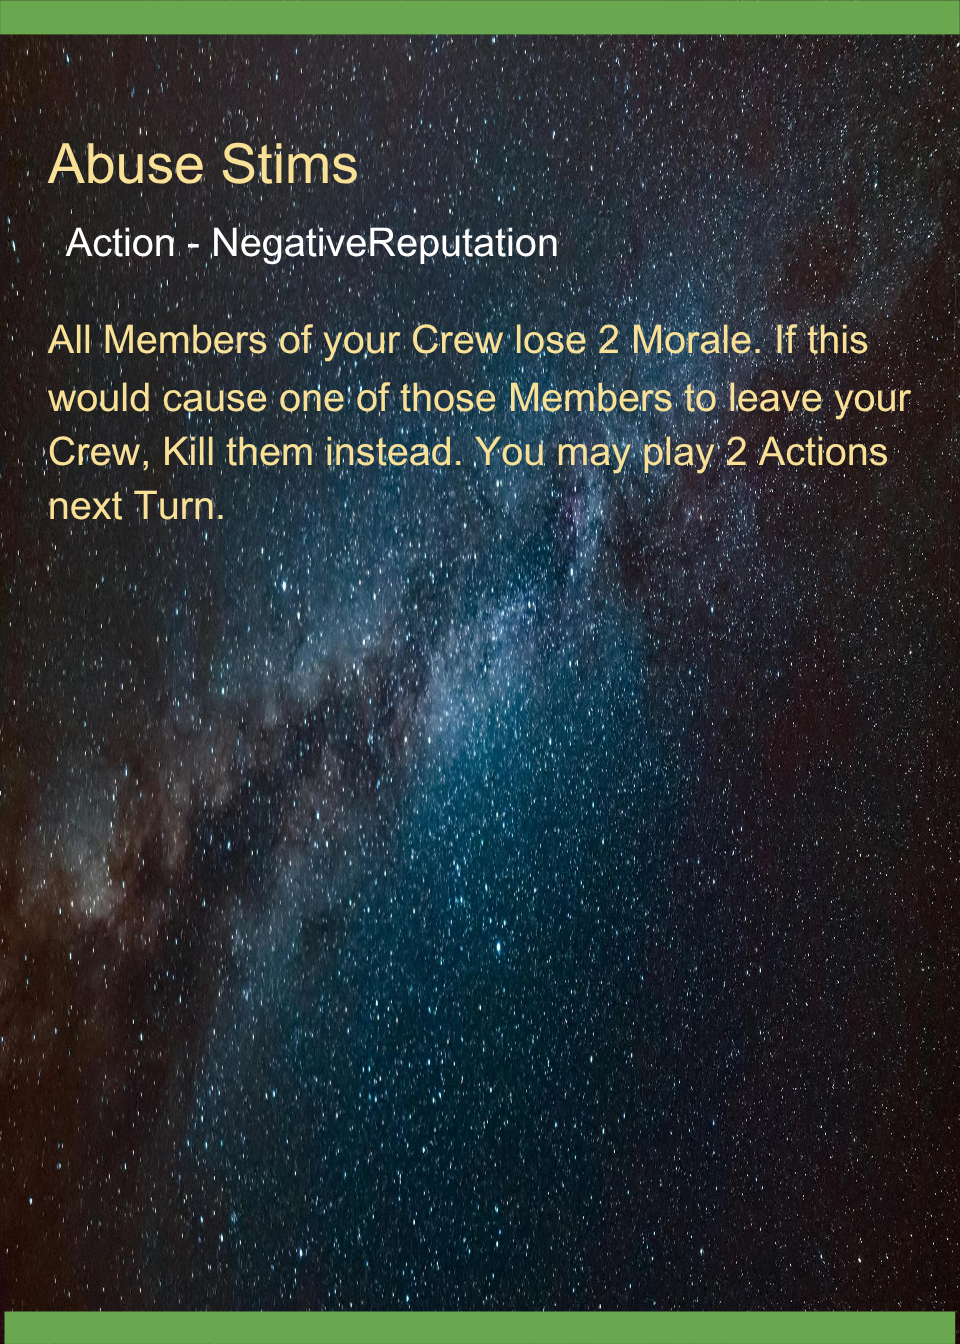 Abuse Stims
Action - NegativeReputation
All Members of your Crew lose 2 Morale. If this
would cause one of those Members to leave your
Crew, Kill them instead. You may play 2 Actions
next Turn.